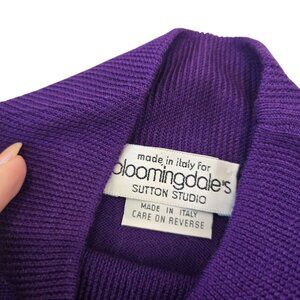 made in italy for
bloomingdale's
SUTTON STUDIO
MADE IN ITALY
CARE ON REVERSE